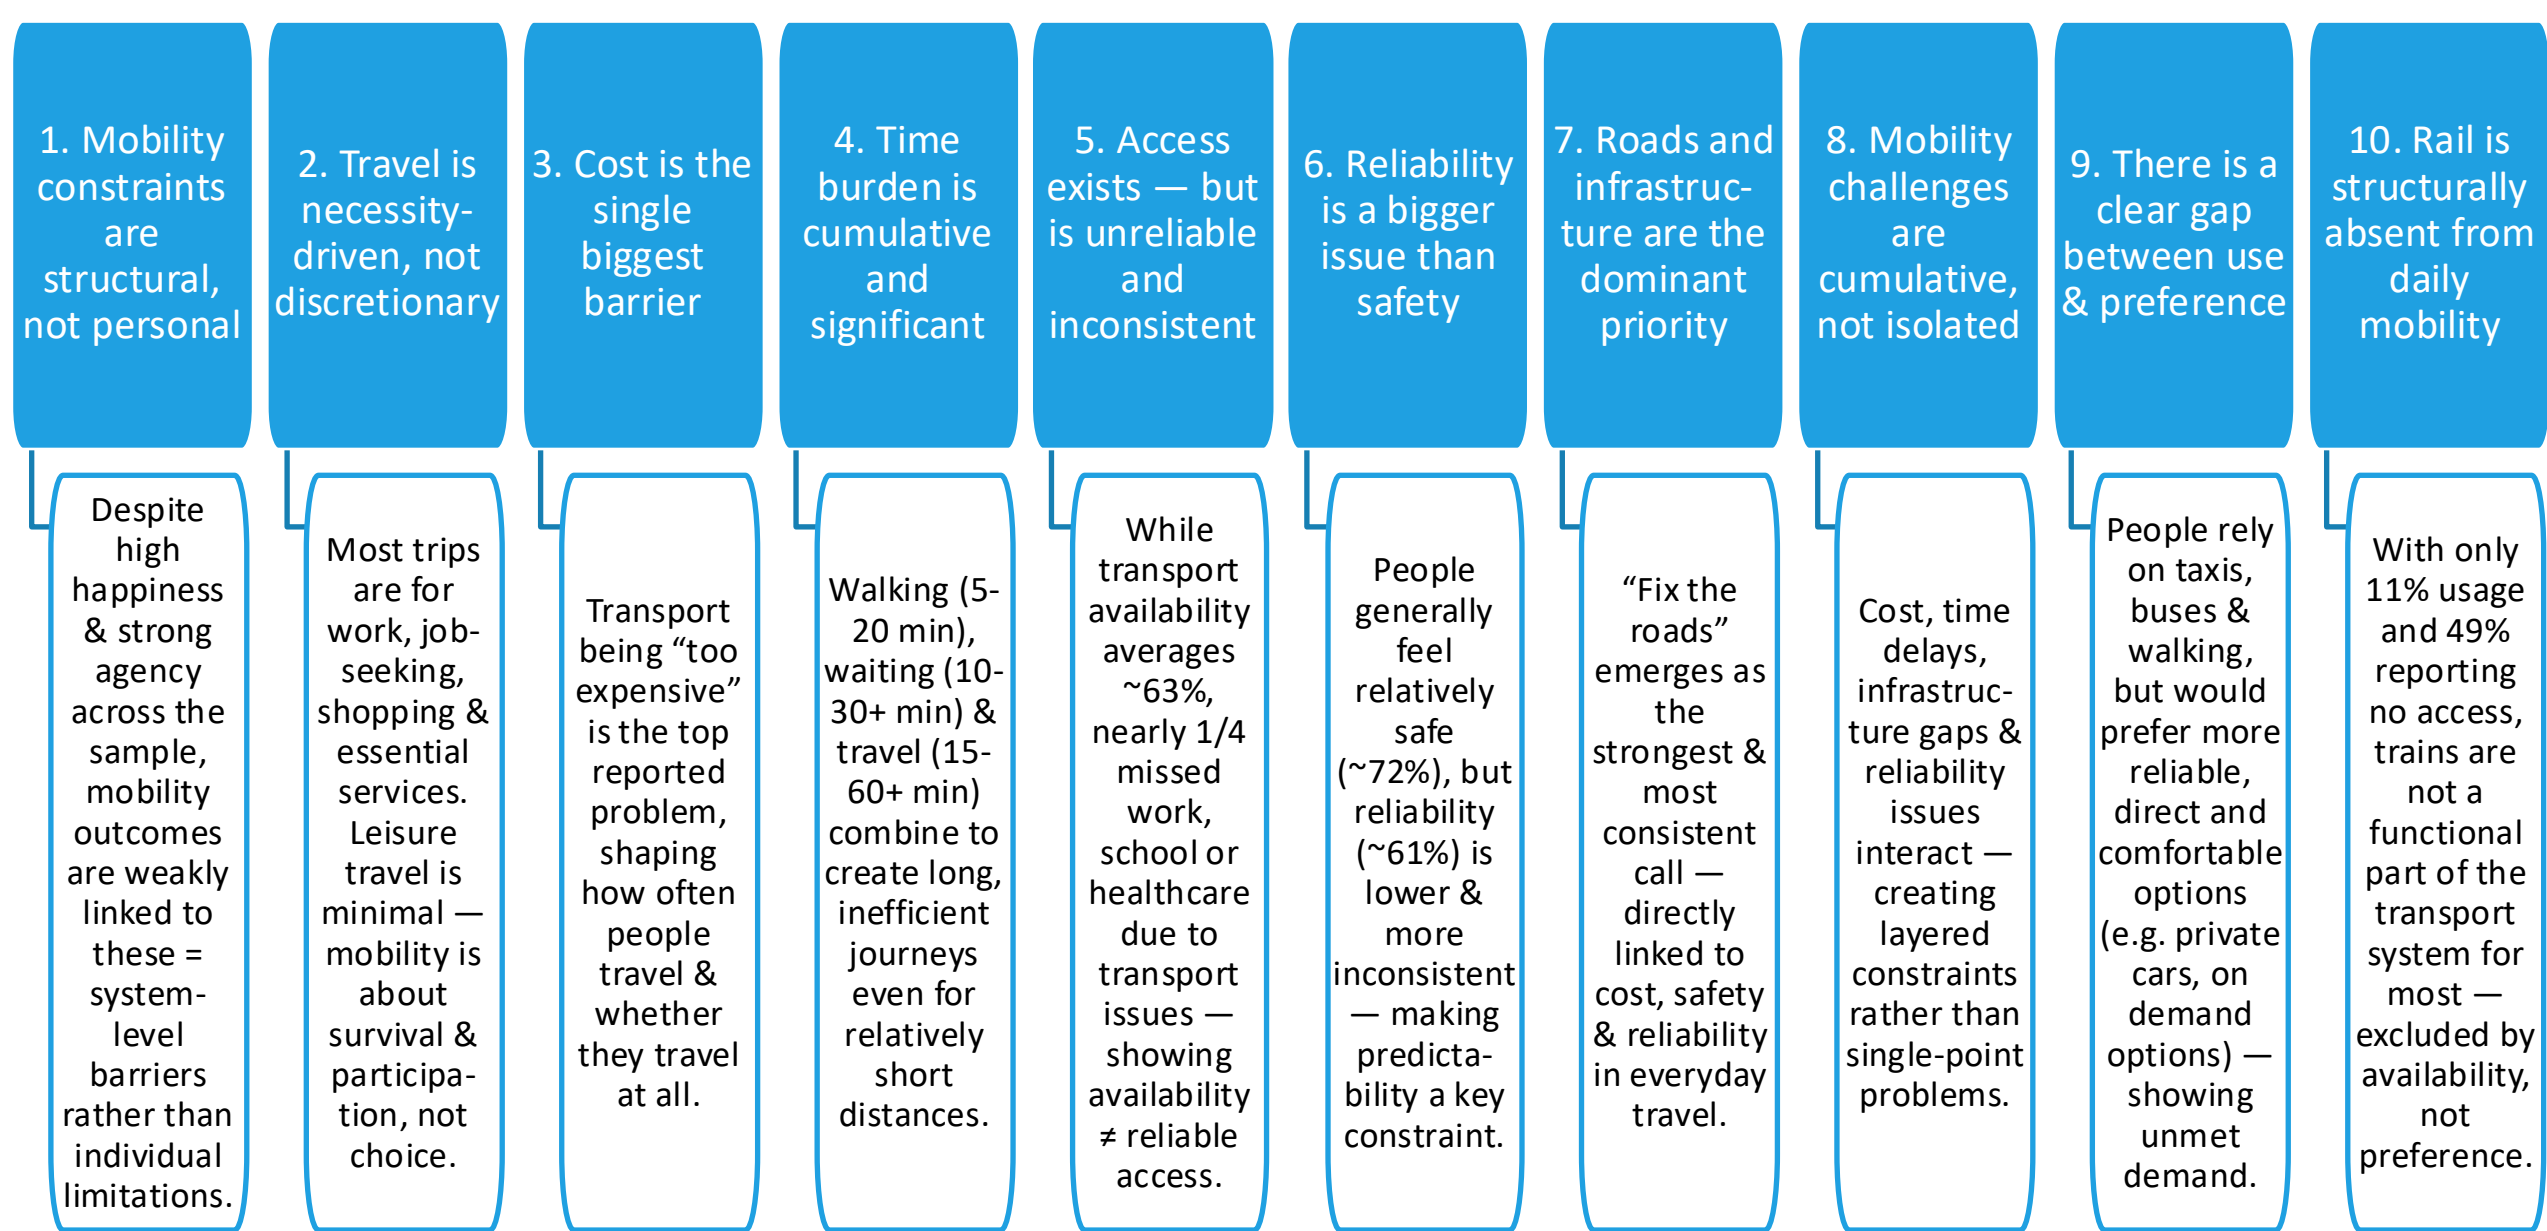 1. Mobility
constraints
are
structural,
not personal
Despite
high
happiness
& strong
agency
across the
sample,
mobility
outcomes
are weakly
linked to
these =
system-
level
barriers
rather than
individual
limitations.
2. Travel is
necessity-
driven, not
discretionary
Most trips
are for
work, job-
seeking,
shopping &
essential
services.
Leisure
travel is
minimal —
mobility is
about
survival &
participa-
tion, not
choice.
3. Cost is the
single
biggest
barrier
Transport
being “too
expensive”
is the top
reported
problem,
shaping
how often
people
travel &
whether
they travel
at all.
4. Time
burden is
cumulative
and
significant
Walking (5-
20 min),
waiting (10-
30+ min) &
travel (15-
60+ min)
combine to
create long,
inefficient
journeys
even for
relatively
short
distances.
5. Access
exists — but
is unreliable
and
inconsistent
While
transport
availability
averages
~63%,
nearly 1/4
missed
work,
school or
healthcare
due to
transport
issues —
showing
availability
≠ reliable
access.
6. Reliability
is a bigger
issue than
safety
People
generally
feel
relatively
safe
(~72%), but
reliability
(~61%) is
lower &
more
inconsistent
— making
predicta-
bility a key
constraint.
7. Roads and
infrastruc-
ture are the
dominant
priority
“Fix the
roads”
emerges as
the
strongest &
most
consistent
call —
directly
linked to
cost, safety
& reliability
in everyday
travel.
8. Mobility
challenges
are
cumulative,
not isolated
Cost, time
delays,
infrastruc-
ture gaps &
reliability
issues
interact —
creating
layered
constraints
rather than
single-point
problems.
9. There is a
clear gap
between use
& preference
People rely
on taxis,
buses &
walking,
but would
prefer more
reliable,
direct and
comfortable
options
(e.g. private
cars, on
demand
options) —
showing
unmet
demand.
10. Rail is
structurally
absent from
daily
mobility
With only
11% usage
and 49%
reporting
no access,
trains are
not a
functional
part of the
transport
system for
most —
excluded by
availability,
not
preference.